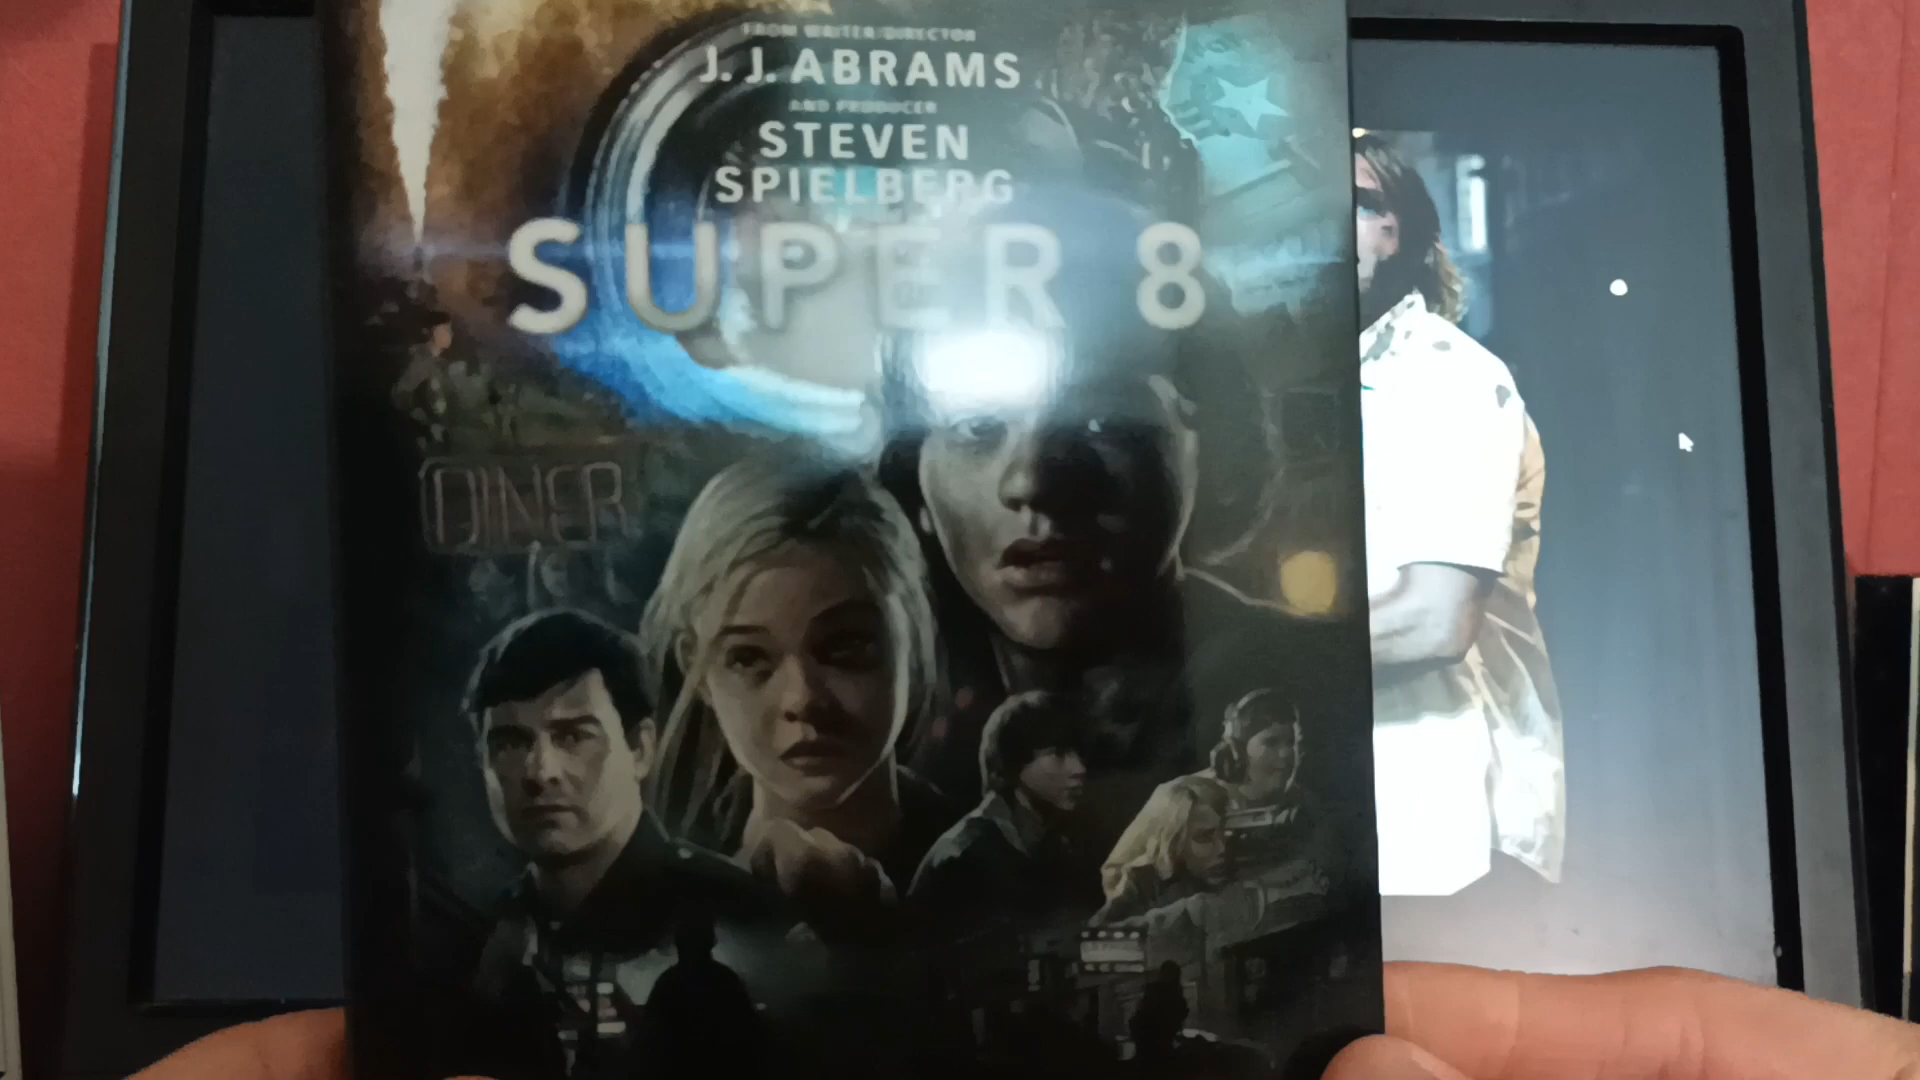 FROM WRITER/DIRECTOR
J. J. ABRAMS
AND PRODUCER
STEVEN
SPIELBERG
SUPER 8
DINER